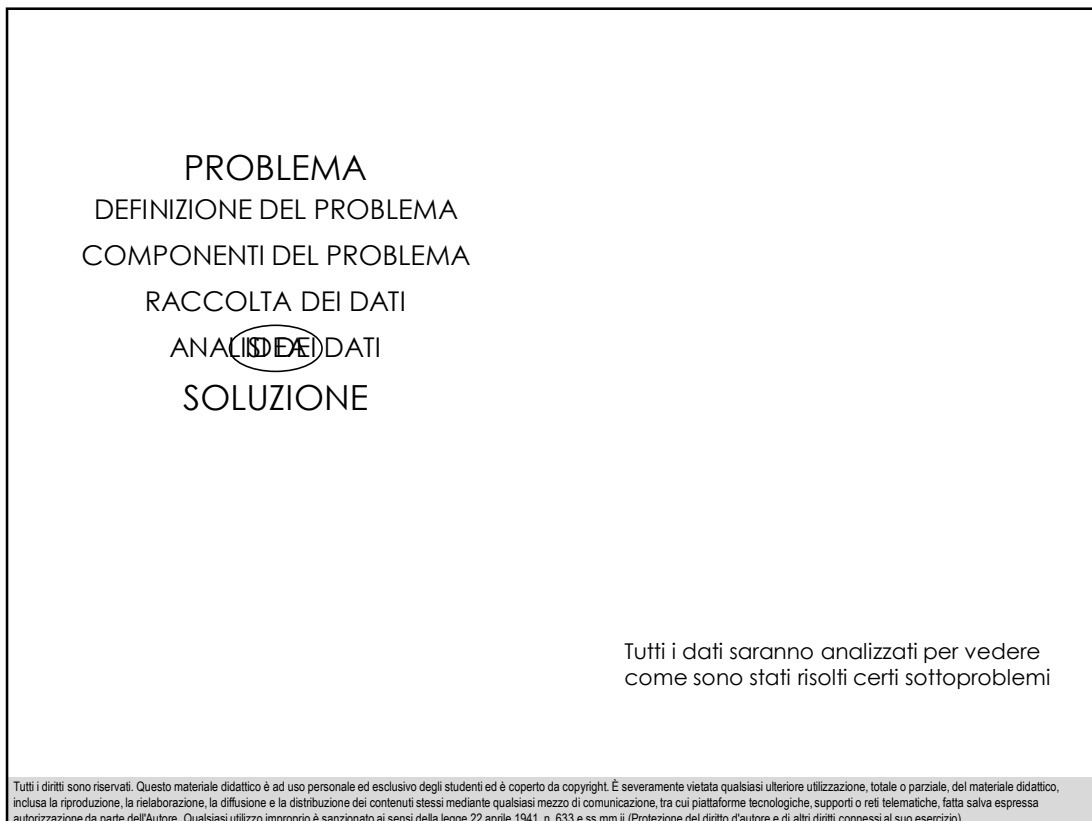 PROBLEMA
DEFINIZIONE DEL PROBLEMA
COMPONENTI DEL PROBLEMA
RACCOLTA DEI DATI
ANALISI DEI DATI
IDEA
SOLUZIONE
Tutti i dati saranno analizzati per vedere
come sono stati risolti certi sottoproblemi
Tutti i diritti sono riservati. Questo materiale didattico è ad uso personale ed esclusivo degli studenti ed è coperto da copyright. È severamente vietata qualsiasi ulteriore utilizzazione, totale o parziale, del materiale didattico,
inclusa la riproduzione, la rielaborazione, la diffusione e la distribuzione dei contenuti stessi mediante qualsiasi mezzo di comunicazione, tra cui piattaforme tecnologiche, supporti o reti telematiche, fatta salva espressa
autorizzazione da parte dell'Autore. Qualsiasi utilizzo improprio è sanzionato ai sensi della legge 22 aprile 1941, n. 633 e ss.mm.ii (Protezione del diritto d'autore e di altri diritti connessi al suo esercizio)